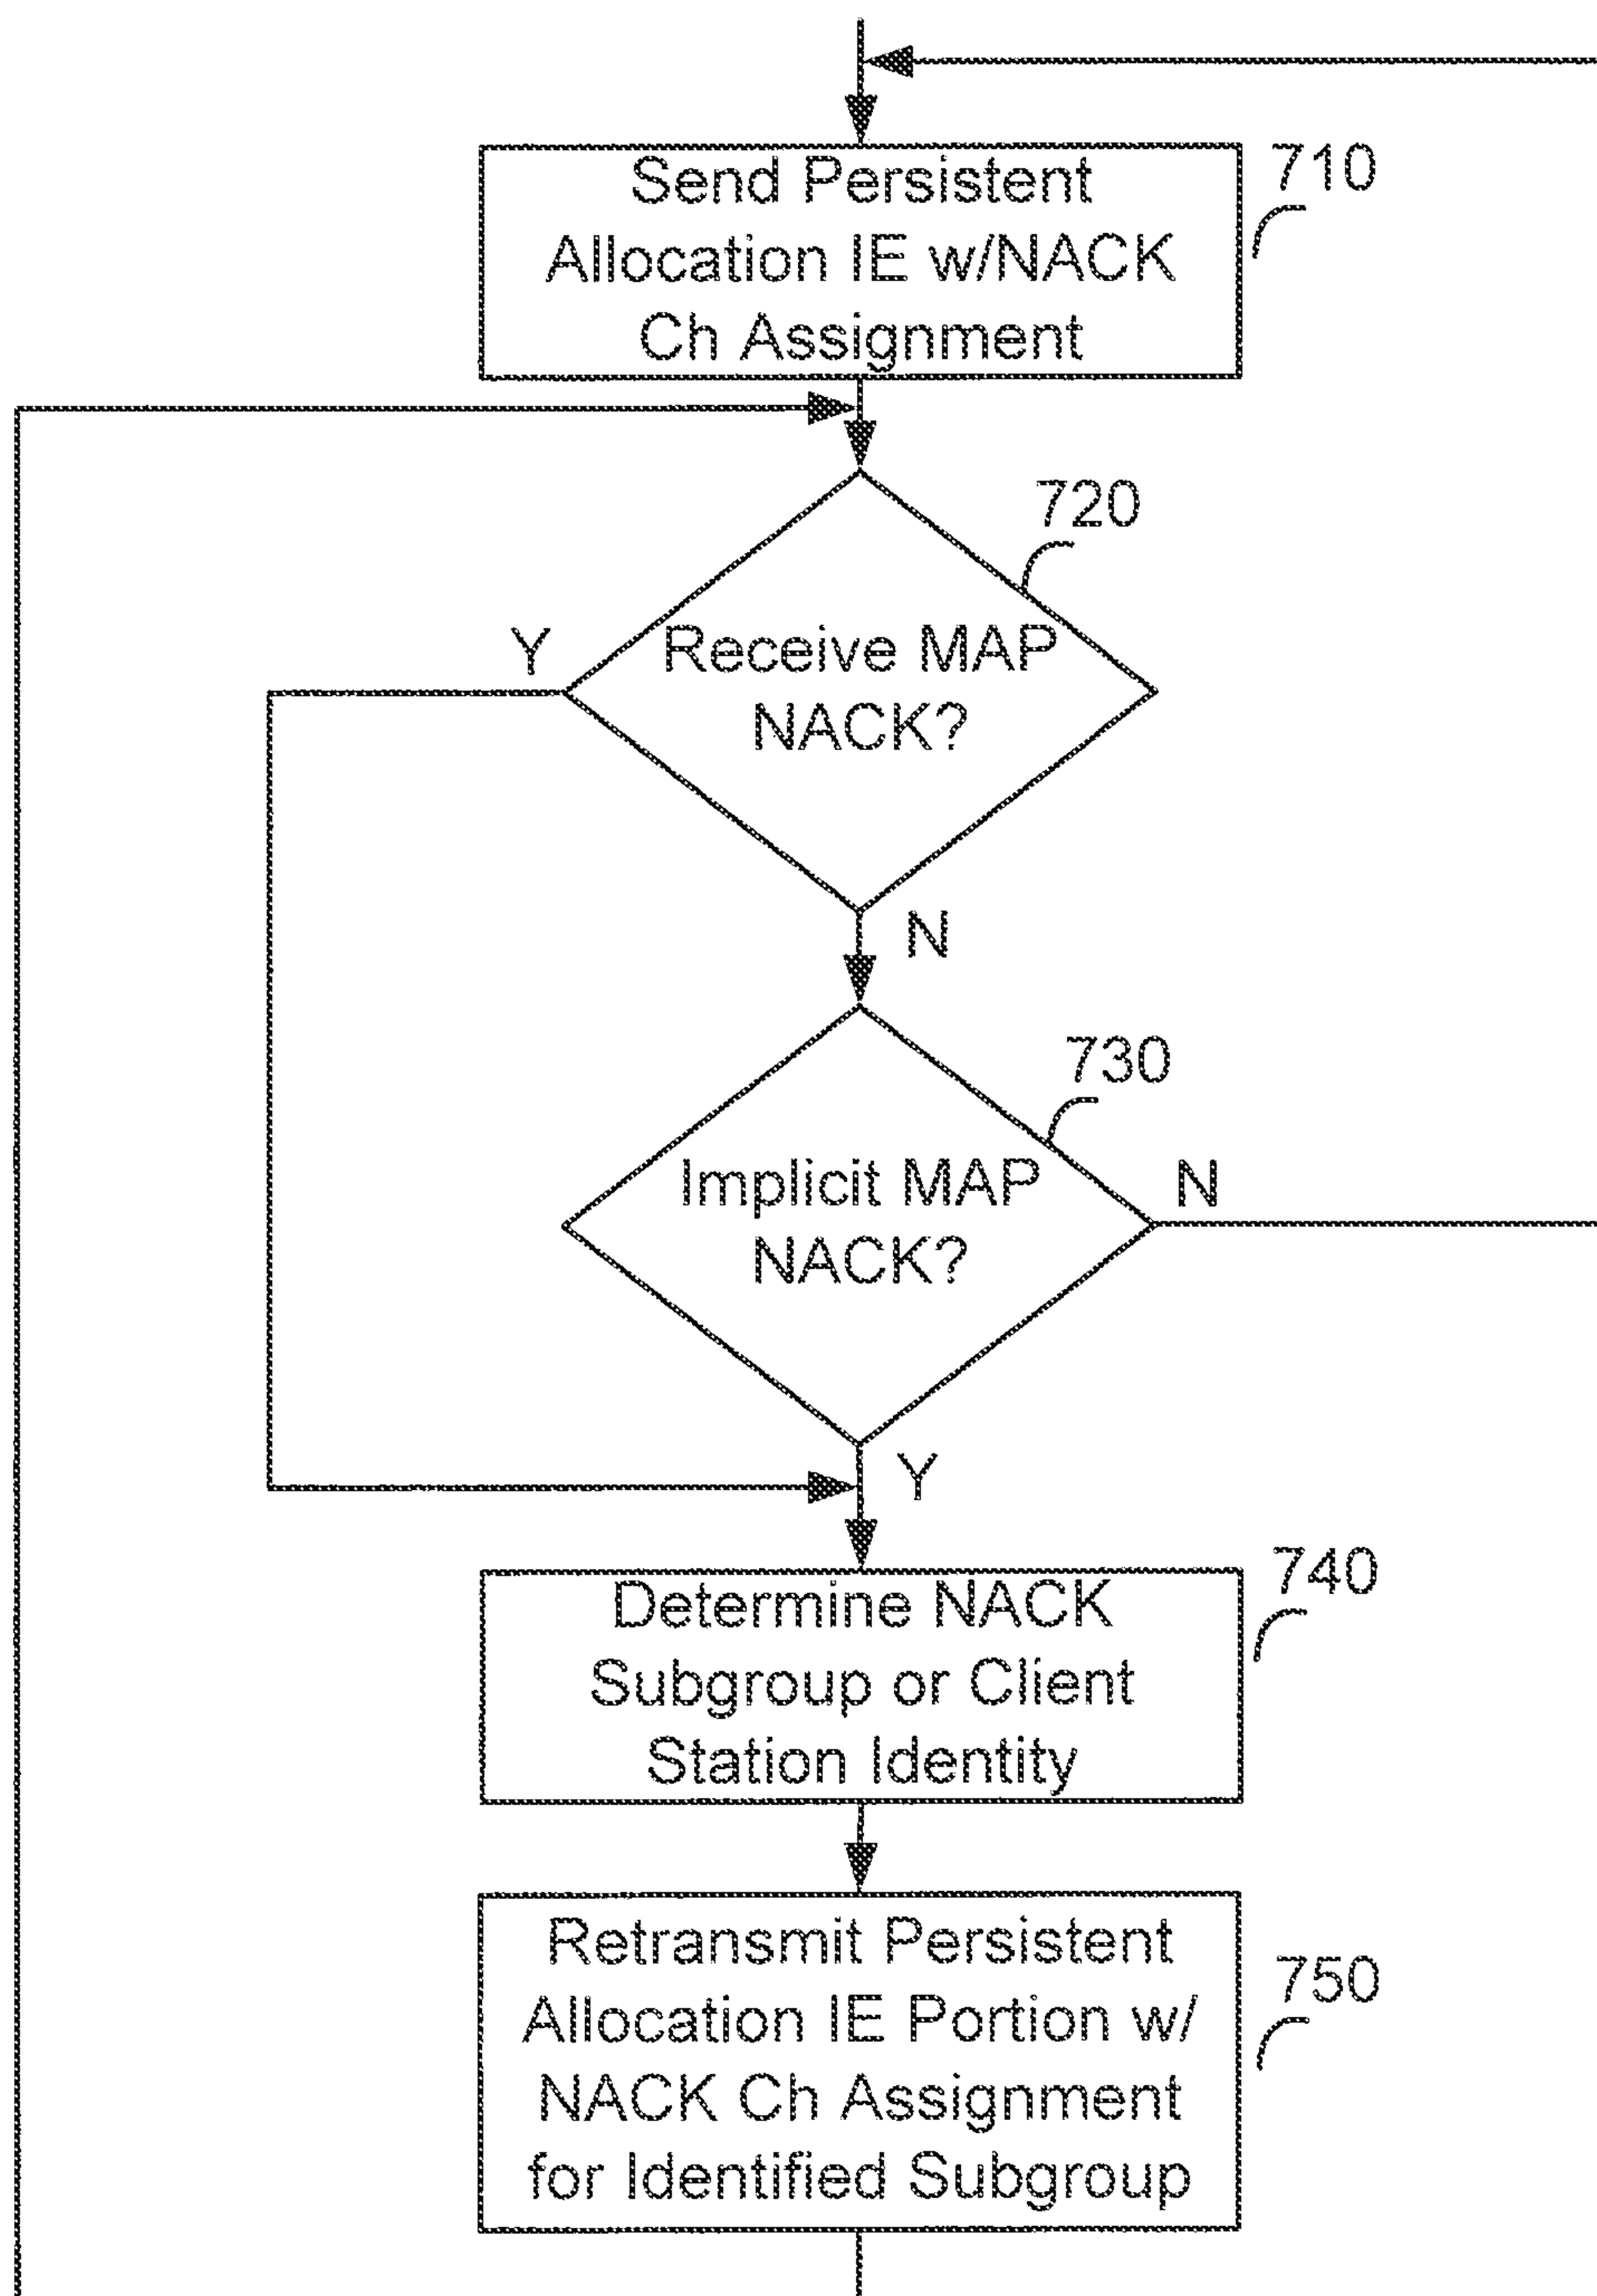 Send Persistent
Allocation IE w/NACK
Ch Assignment
710
720
Y
Receive MAP
NACK?
N
730
Implicit MAP
NACK?
N
Y
740
Determine NACK
Subgroup or Client
Station Identity
Retransmit Persistent
Allocation IE Portion w/
NACK Ch Assignment
for Identified Subgroup
750